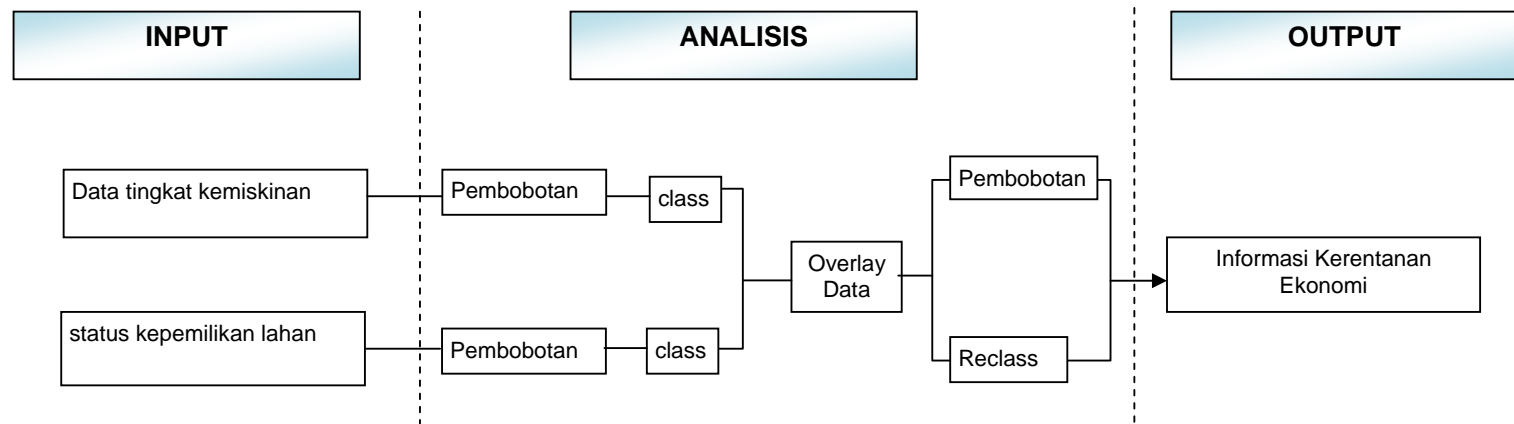 INPUT
ANALISIS
OUTPUT
Data tingkat kemiskinan
Pembobotan
class
status kepemilikan lahan
Pembobotan
class
Overlay
Data
Pembobotan
Reclass
Informasi Kerentanan
Ekonomi